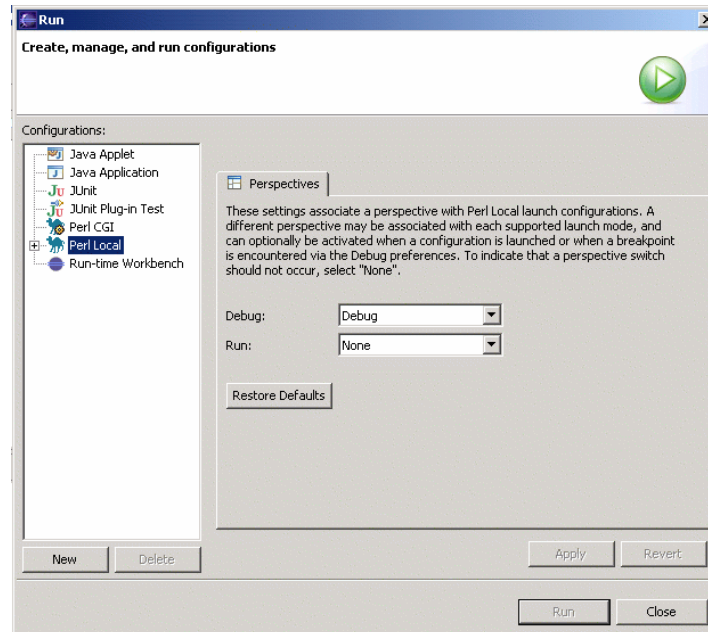 Run
Create, manage, and run configurations
Configurations:
Java Applet
Java Application
JUnit
JUnit Plug-in Test
Perl CGI
Perl Local
Run-time Workbench
Perspectives
These settings associate a perspective with Perl Local launch configurations. A
different perspective may be associated with each supported launch mode, and
can optionally be activated when a configuration is launched or when a breakpoint
is encountered via the Debug preferences. To indicate that a perspective switch
should not occur, select "None".
Debug: Debug
Run: None
Restore Defaults
New Delete
Apply Revert
Run Close